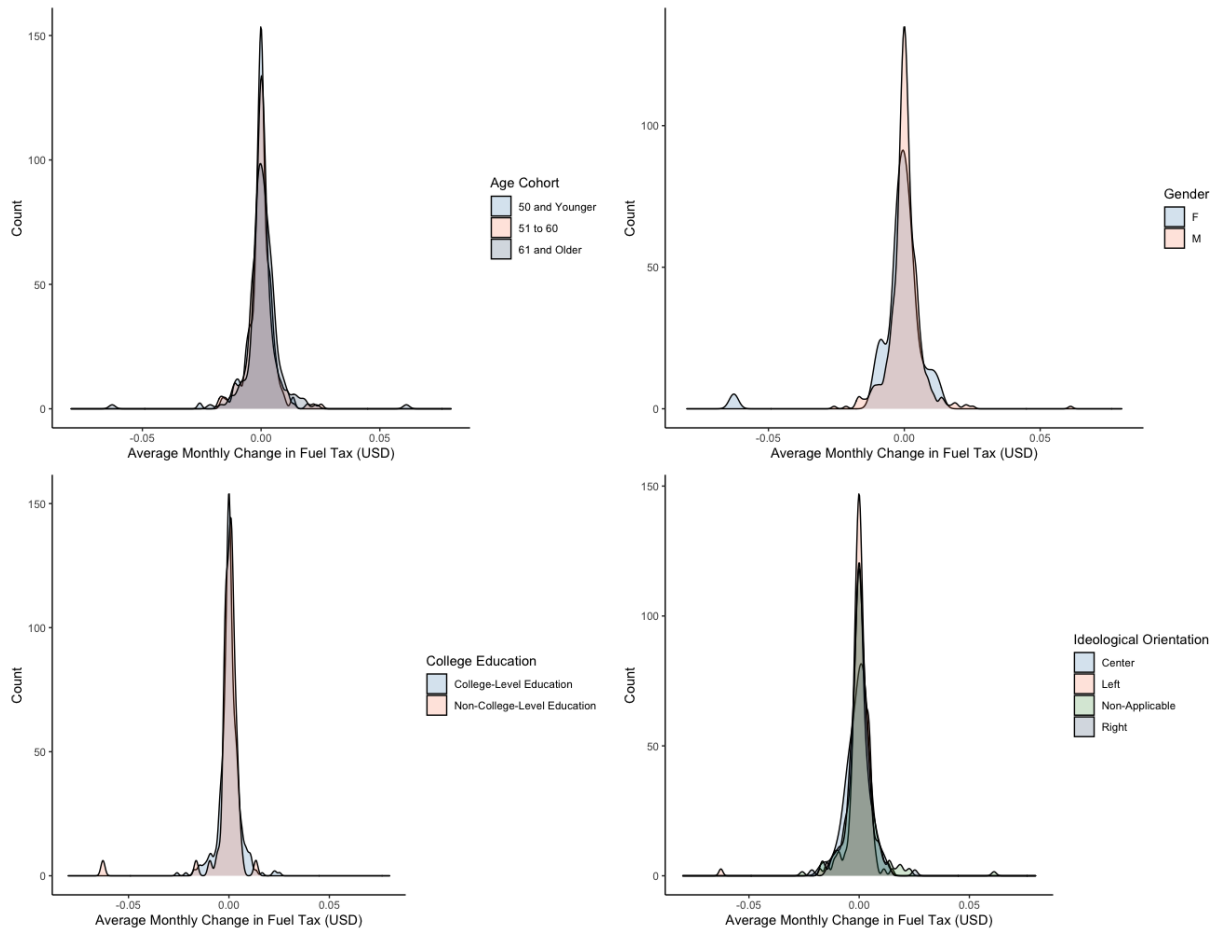 150
100
50
0
-0.05
0.00
0.05
Average Monthly Change in Fuel Tax (USD)
Count
Age Cohort
50 and Younger
51 to 60
61 and Older
100
50
0
-0.05
0.00
0.05
Average Monthly Change in Fuel Tax (USD)
Count
Gender
F
M
150
100
50
0
-0.05
0.00
0.05
Average Monthly Change in Fuel Tax (USD)
Count
College Education
College-Level Education
Non-College-Level Education
150
100
50
0
-0.05
0.00
0.05
Average Monthly Change in Fuel Tax (USD)
Count
Ideological Orientation
Center
Left
Non-Applicable
Right